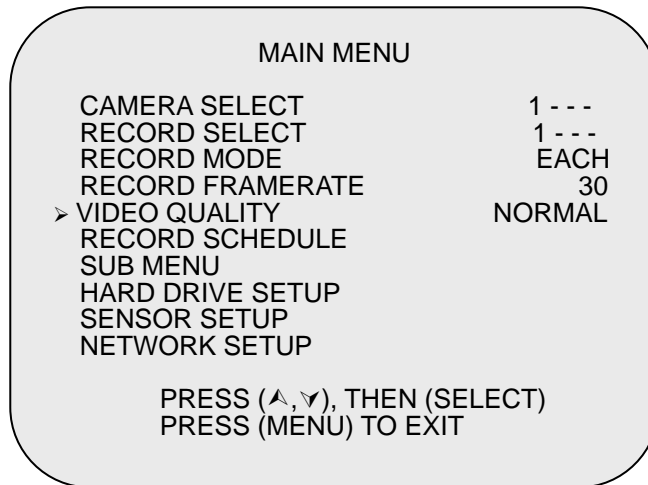 MAIN MENU
CAMERA SELECT 1 - - -
RECORD SELECT 1 - - -
RECORD MODE EACH
RECORD FRAMERATE 30
➢ VIDEO QUALITY NORMAL
RECORD SCHEDULE
SUB MENU
HARD DRIVE SETUP
SENSOR SETUP
NETWORK SETUP
PRESS (⮝,⮟), THEN (SELECT)
PRESS (MENU) TO EXIT